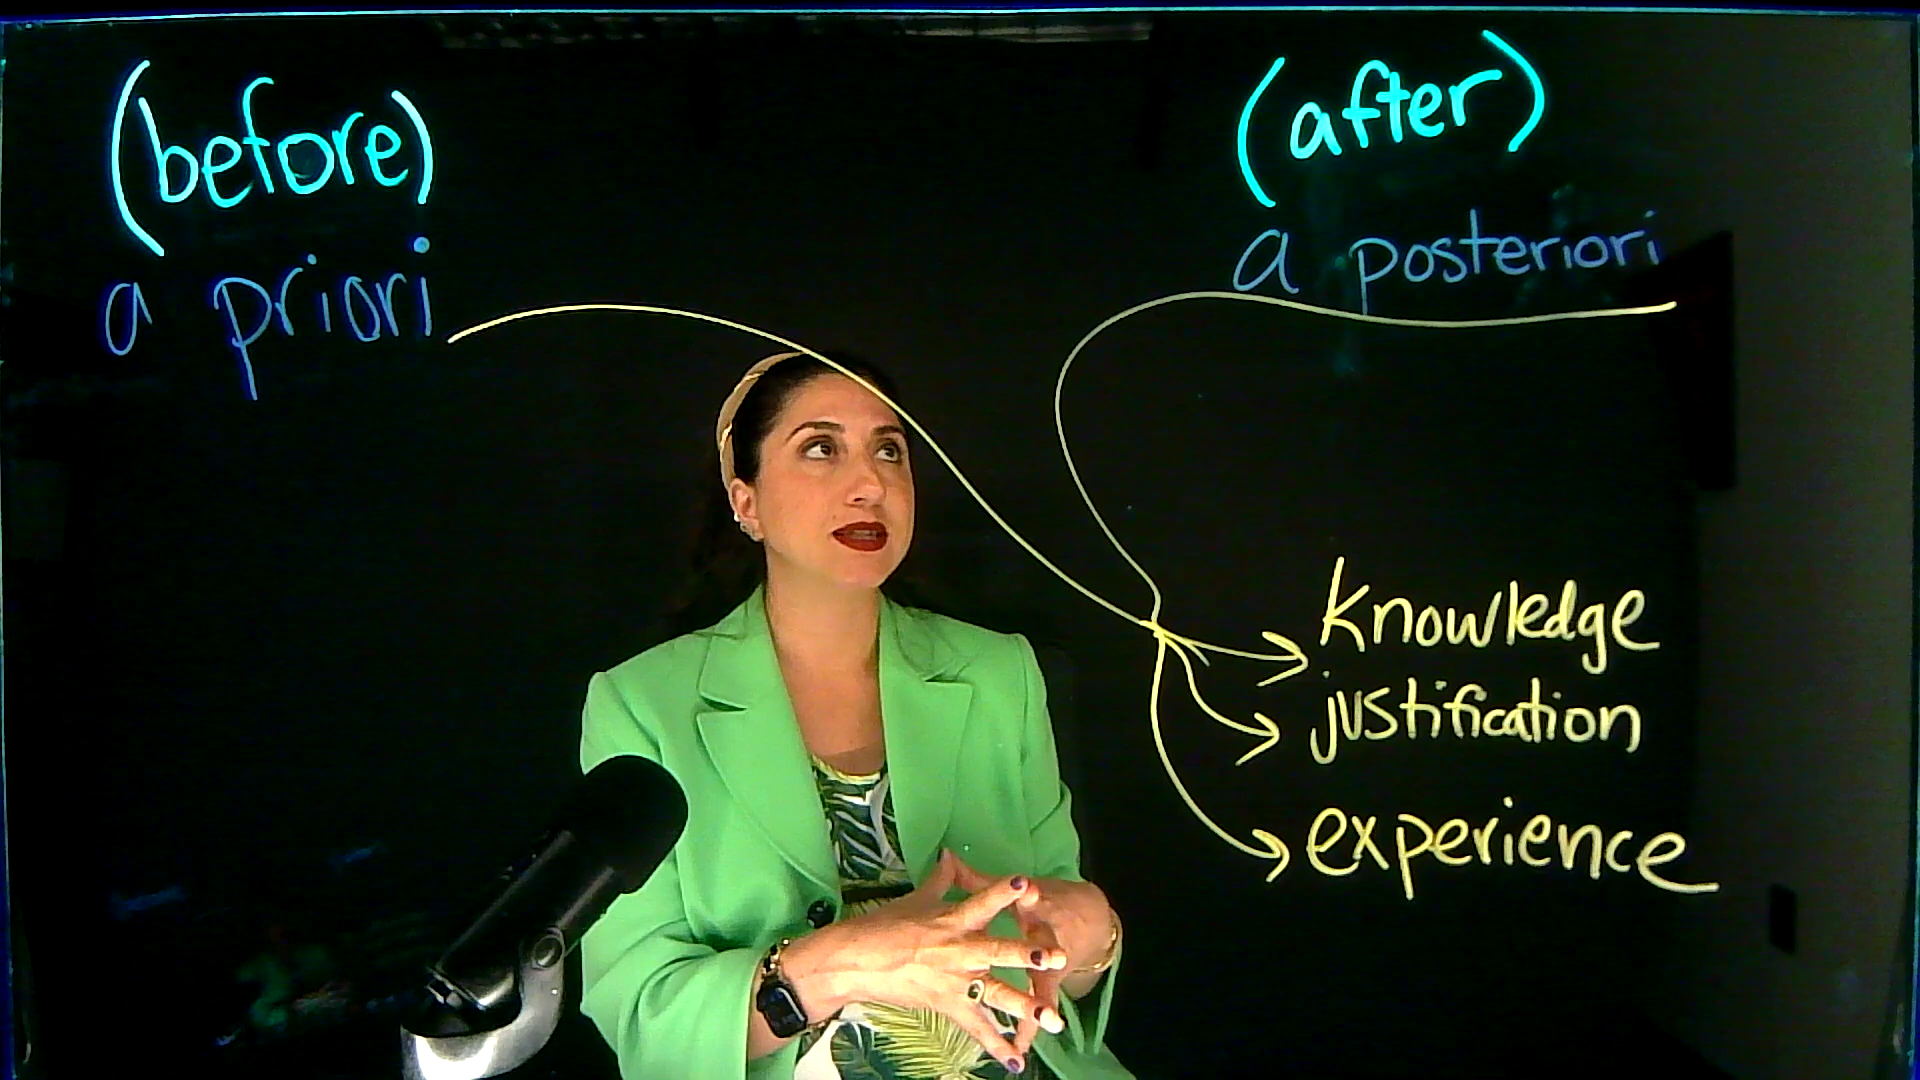 (before)
a priori
(after)
a posteriori
knowledge
justification
experience